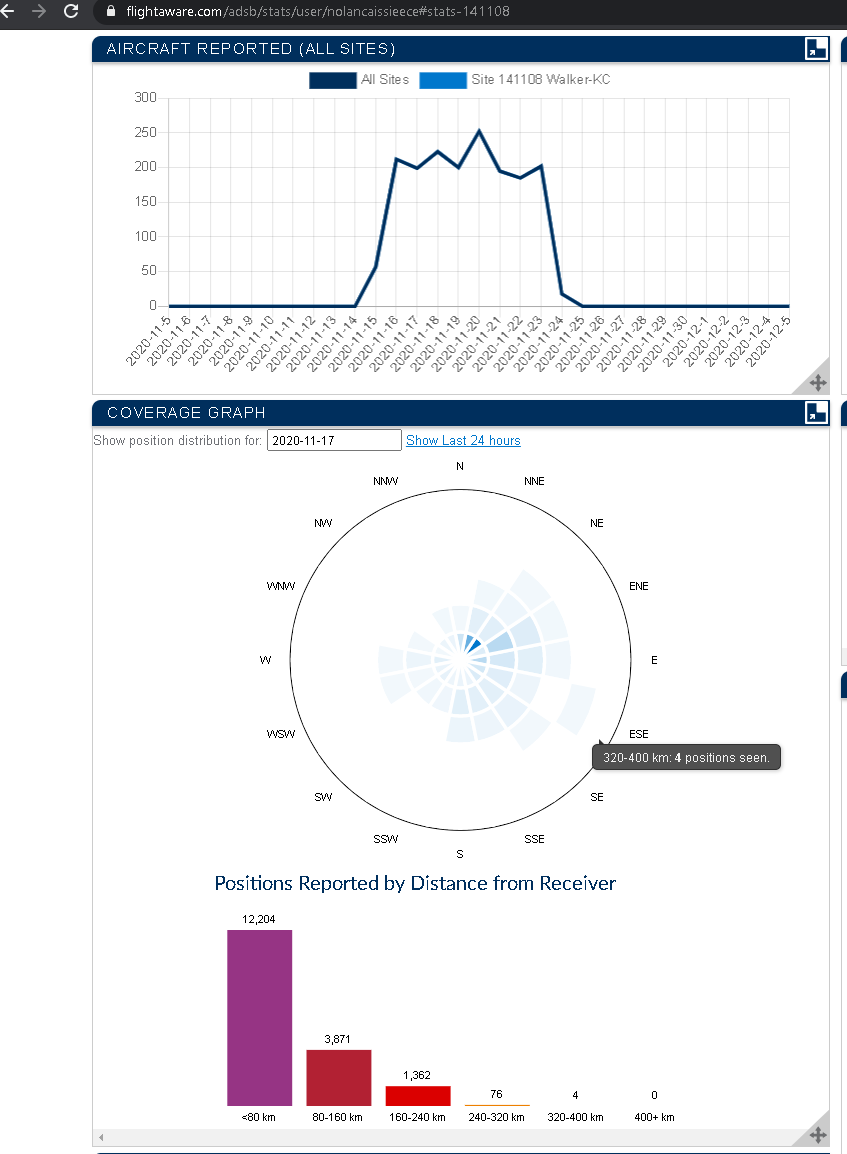 flightaware.com/adsb/stats/user/nolancaissieece#stats-141108
AIRCRAFT REPORTED (ALL SITES)
All Sites Site 141108 Walker-KC
300
250
200
150
100
50
0
2020-11-5 2020-11-6 2020-11-7 2020-11-8 2020-11-9 2020-11-10 2020-11-11 2020-11-12 2020-11-13 2020-11-14 2020-11-15 2020-11-16 2020-11-17 2020-11-18 2020-11-19 2020-11-20 2020-11-21 2020-11-22 2020-11-23 2020-11-24 2020-11-25 2020-11-26 2020-11-27 2020-11-28 2020-11-29 2020-11-30 2020-12-1 2020-12-2 2020-12-3 2020-12-4 2020-12-5
COVERAGE GRAPH
Show position distribution for: 2020-11-17 Show Last 24 hours
N
NNW NNE
NW NE
WNW ENE
W E
WSW ESE
320-400 km: 4 positions seen.
SW SE
SSW SSE
S
Positions Reported by Distance from Receiver
12,204
3,871
1,362
76 4 0
<80 km 80-160 km 160-240 km 240-320 km 320-400 km 400+ km